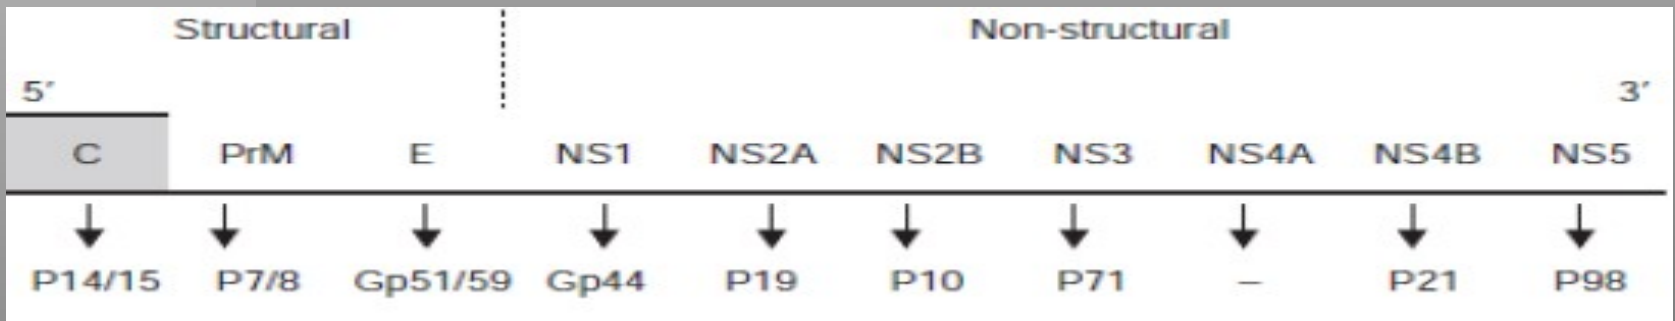 Structural Non-structural
5′ 3′
C PrM E NS1 NS2A NS2B NS3 NS4A NS4B NS5
P14/15 P7/8 Gp51/59 Gp44 P19 P10 P71 – P21 P98